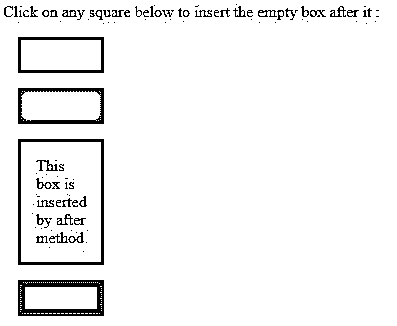 Click on any square below to insert the empty box after it :
This
box is
inserted
by after
method.